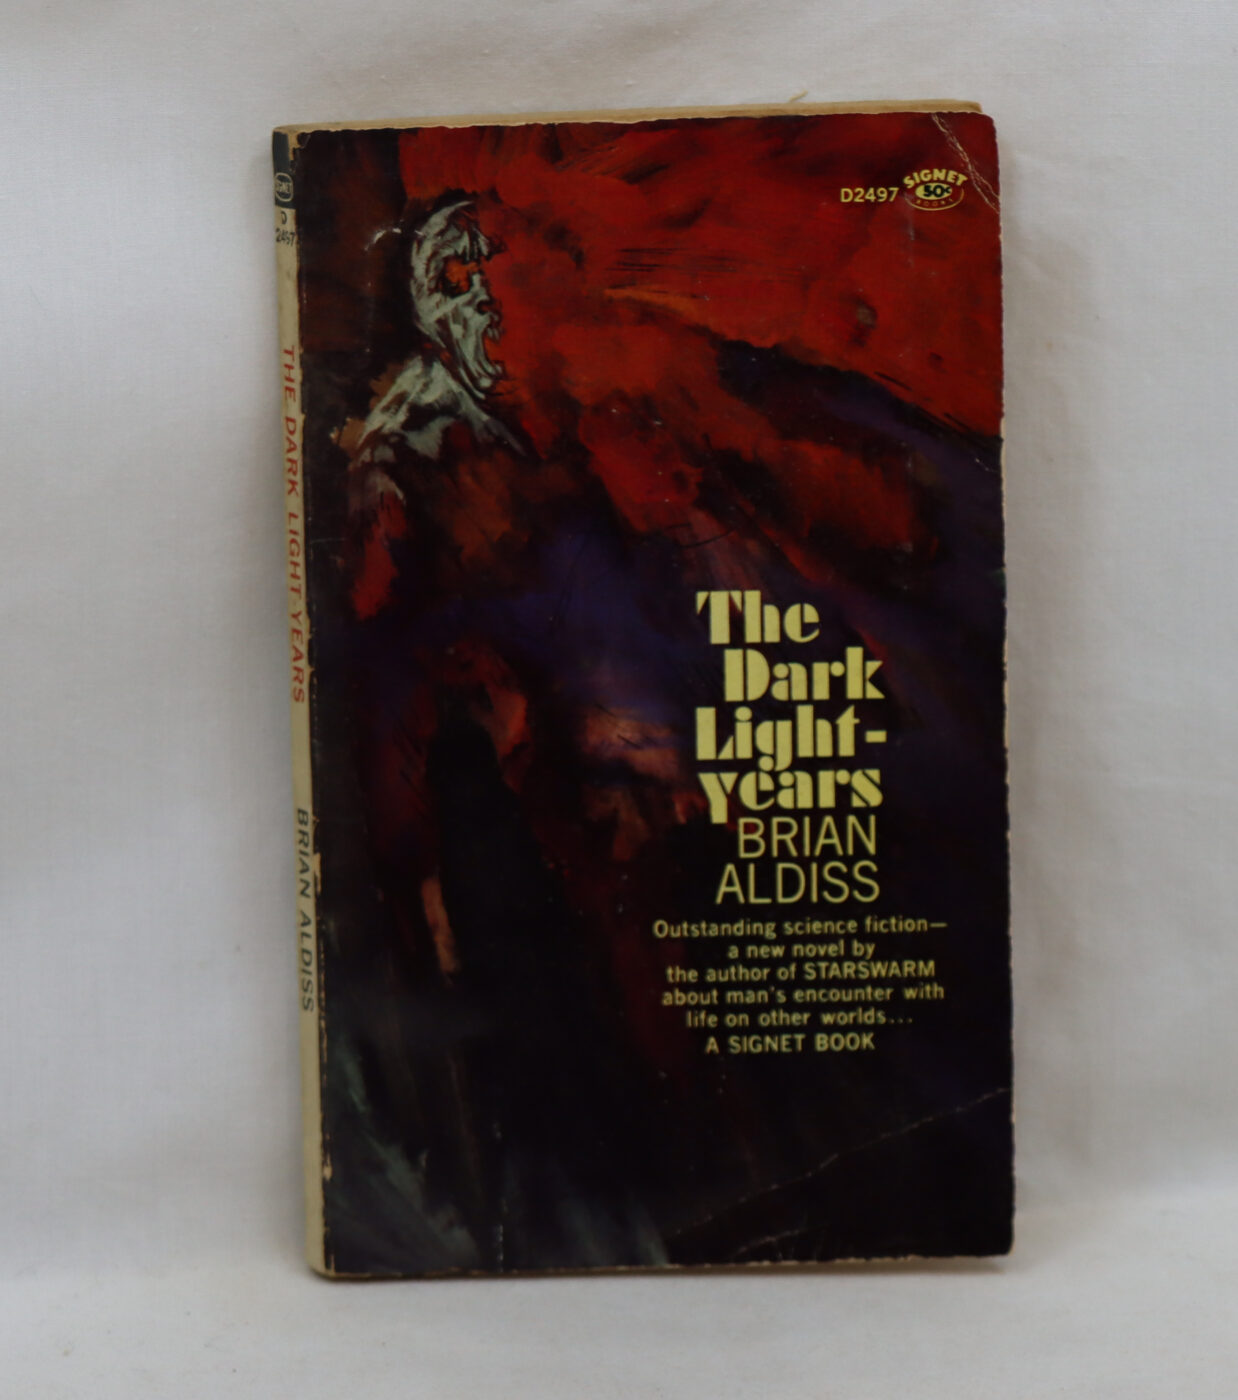 D2497
SIGNET
50¢
BOOKS
The
Dark
Light-
years
BRIAN
ALDISS
Outstanding science fiction—
a new novel by
the author of STARSWARM
about man's encounter with
life on other worlds...
A SIGNET BOOK
SIGNET
D
2497
THE DARK LIGHT-YEARS
BRIAN ALDISS